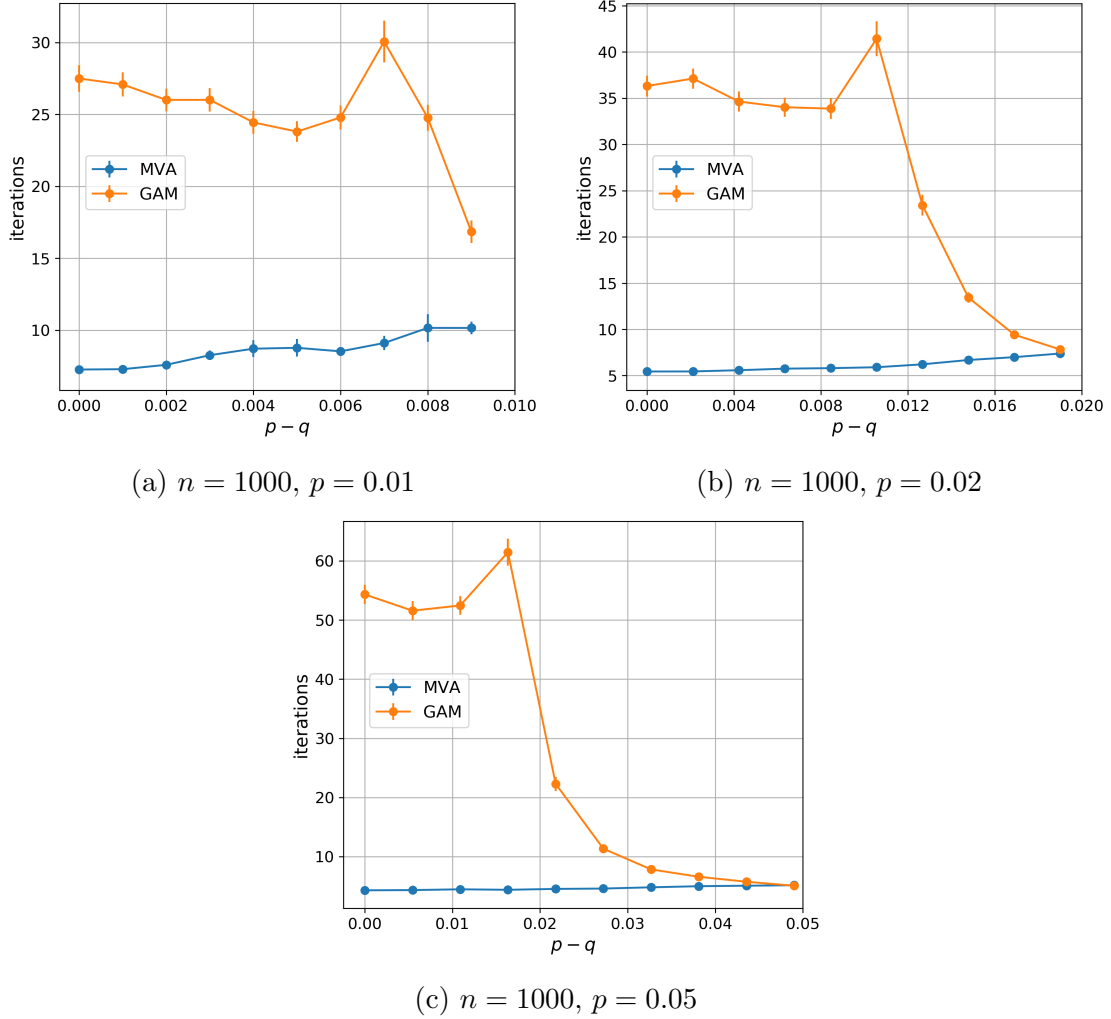 30
25
20
15
10
iterations
MVA
GAM
0.000 0.002 0.004 0.006 0.008 0.010
p − q
(a) n = 1000, p = 0.01
45
40
35
30
25
20
15
10
5
iterations
MVA
GAM
0.000 0.004 0.008 0.012 0.016 0.020
p − q
(b) n = 1000, p = 0.02
60
50
40
30
20
10
iterations
MVA
GAM
0.00 0.01 0.02 0.03 0.04 0.05
p − q
(c) n = 1000, p = 0.05